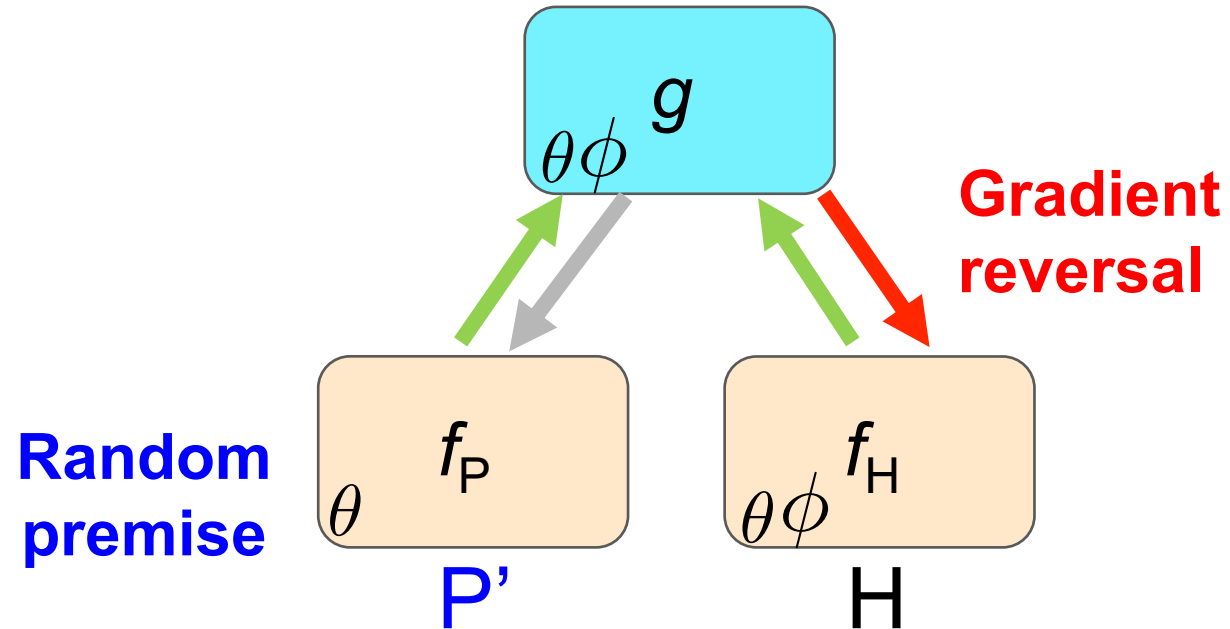 g
θϕ
Gradient
reversal
Random
premise
f_P
θ
f_H
θϕ
P’
H